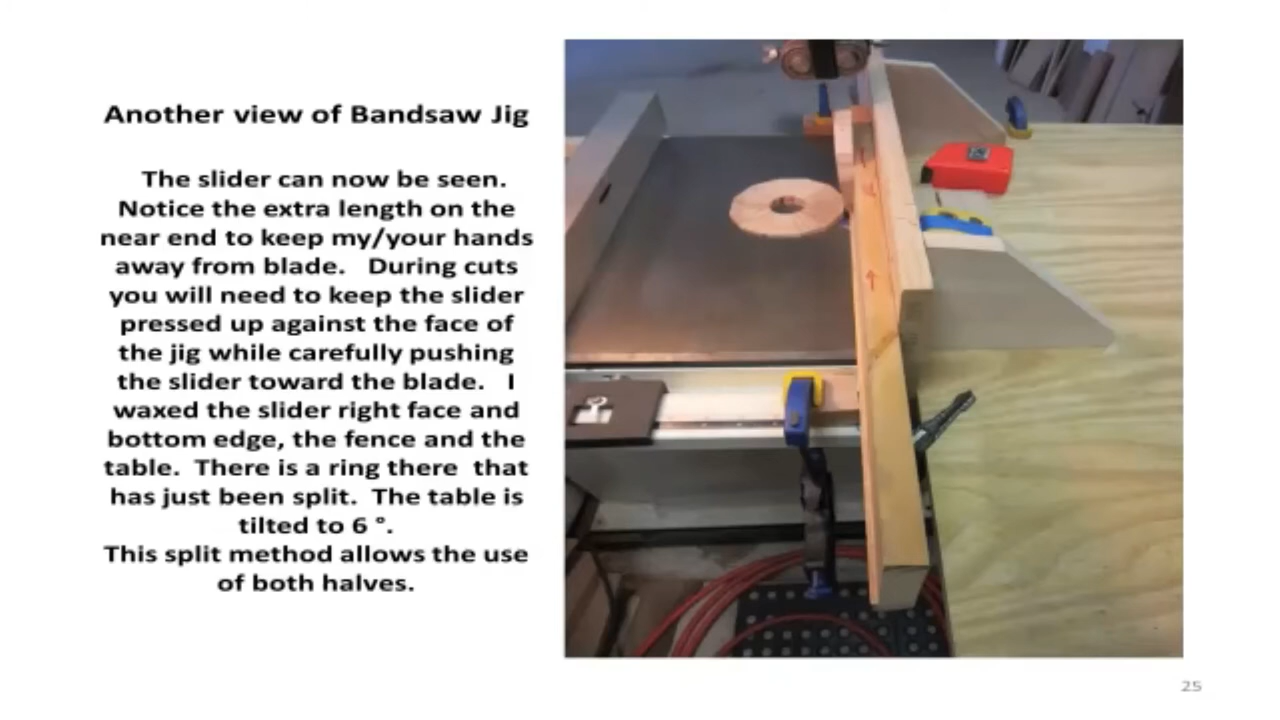 Another view of Bandsaw Jig
The slider can now be seen.
Notice the extra length on the
near end to keep my/your hands
away from blade. During cuts
you will need to keep the slider
pressed up against the face of
the jig while carefully pushing
the slider toward the blade. I
waxed the slider right face and
bottom edge, the fence and the
table. There is a ring there that
has just been split. The table is
tilted to 6 °.
This split method allows the use
of both halves.
25